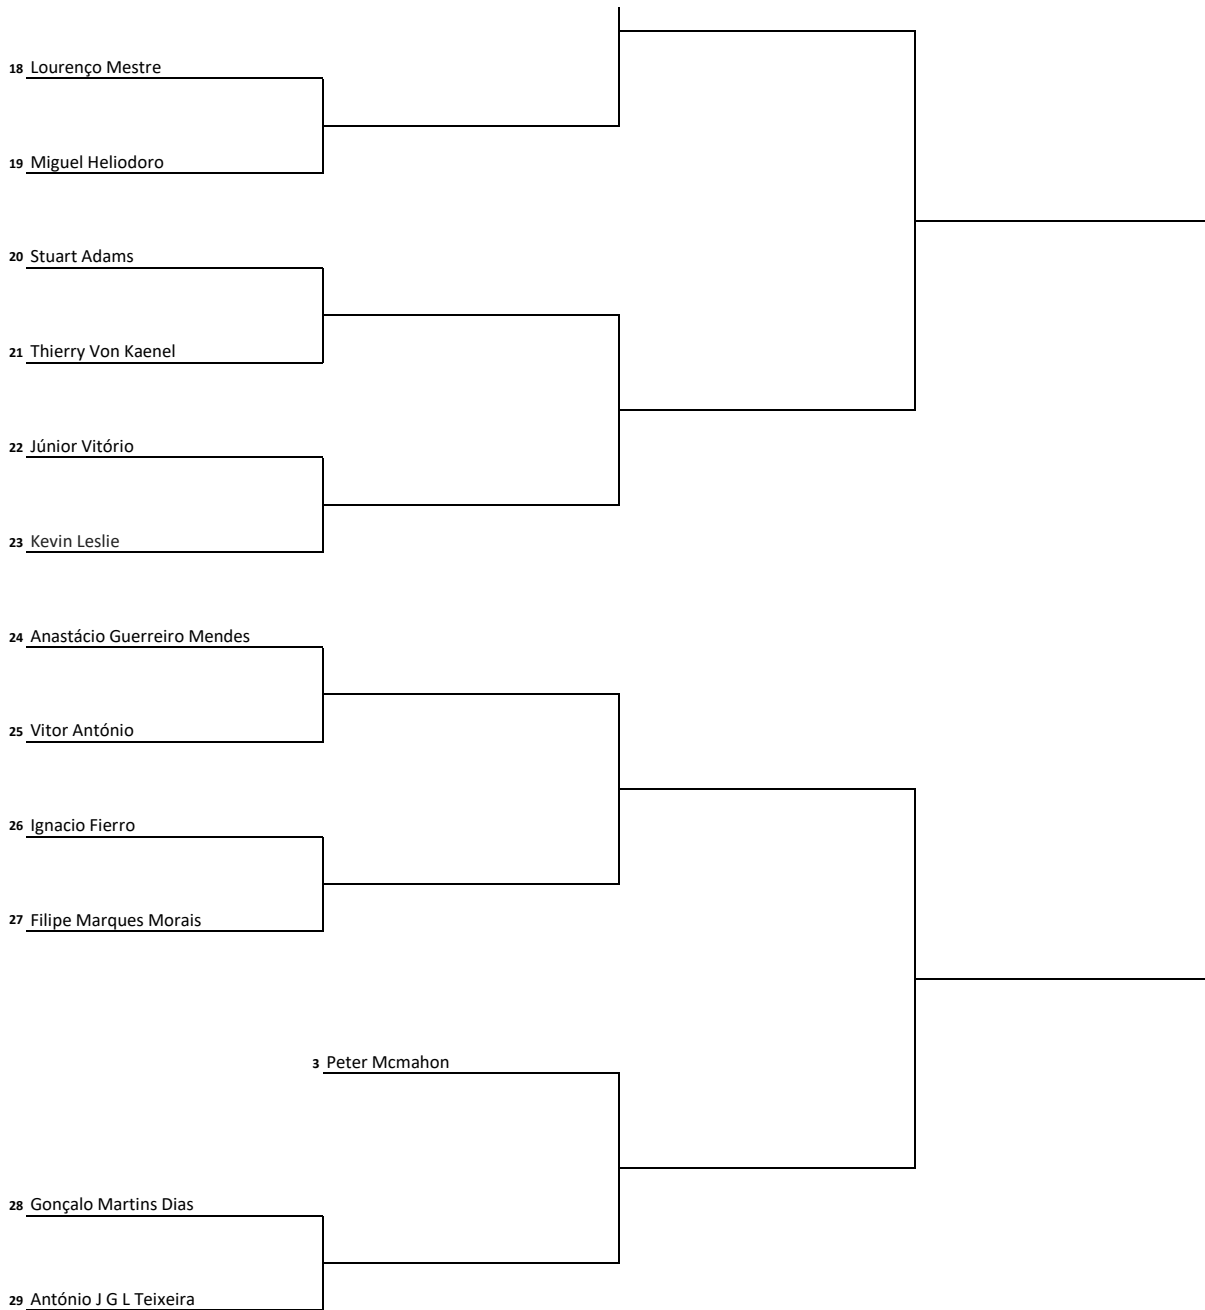 18 Lourenço Mestre
19 Miguel Heliodoro
20 Stuart Adams
21 Thierry Von Kaenel
22 Júnior Vitório
23 Kevin Leslie
24 Anastácio Guerreiro Mendes
25 Vitor António
26 Ignacio Fierro
27 Filipe Marques Morais
3 Peter Mcmahon
28 Gonçalo Martins Dias
29 António J G L Teixeira